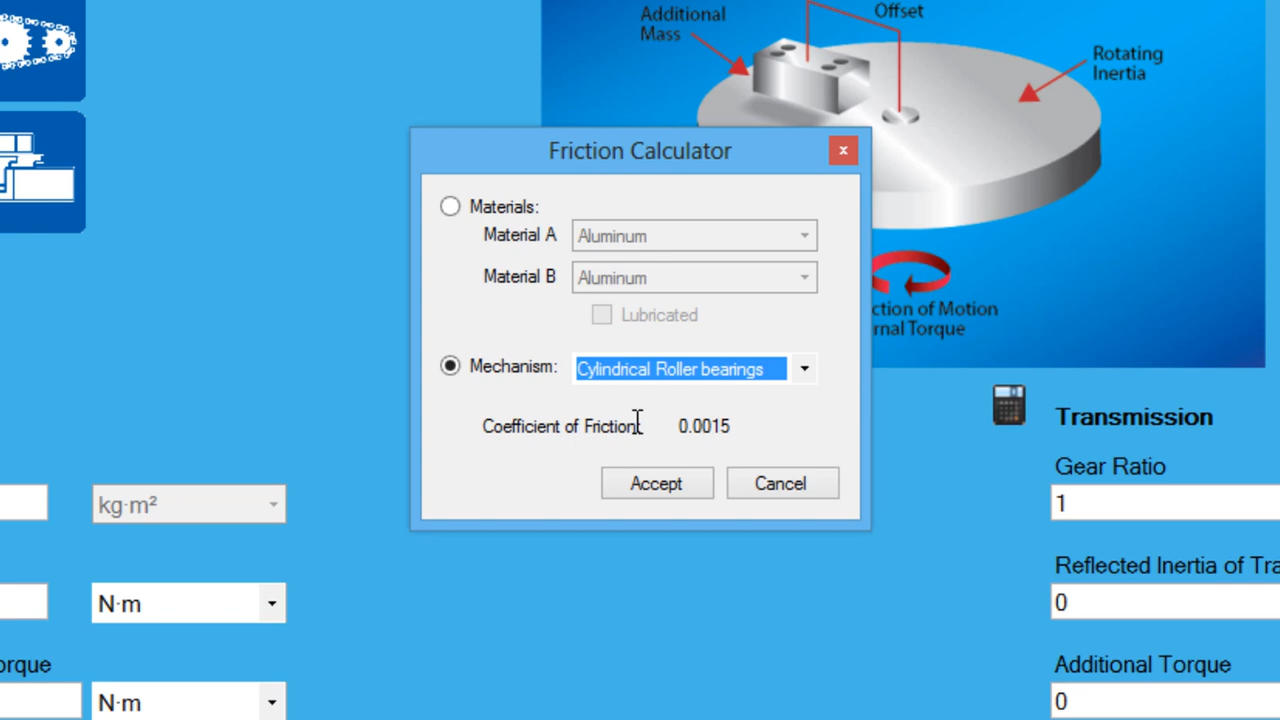 Additional
Mass
Offset
Rotating
Inertia
Friction Calculator
x
Materials:
Material A
Aluminum
Material B
Aluminum
Lubricated
Mechanism:
Cylindrical Roller bearings
Coefficient of Friction:
0.0015
Accept
Cancel
ction of Motion
rnal Torque
Transmission
Gear Ratio
1
Reflected Inertia of Tra
0
Additional Torque
0
kg·m²
N·m
orque
N·m